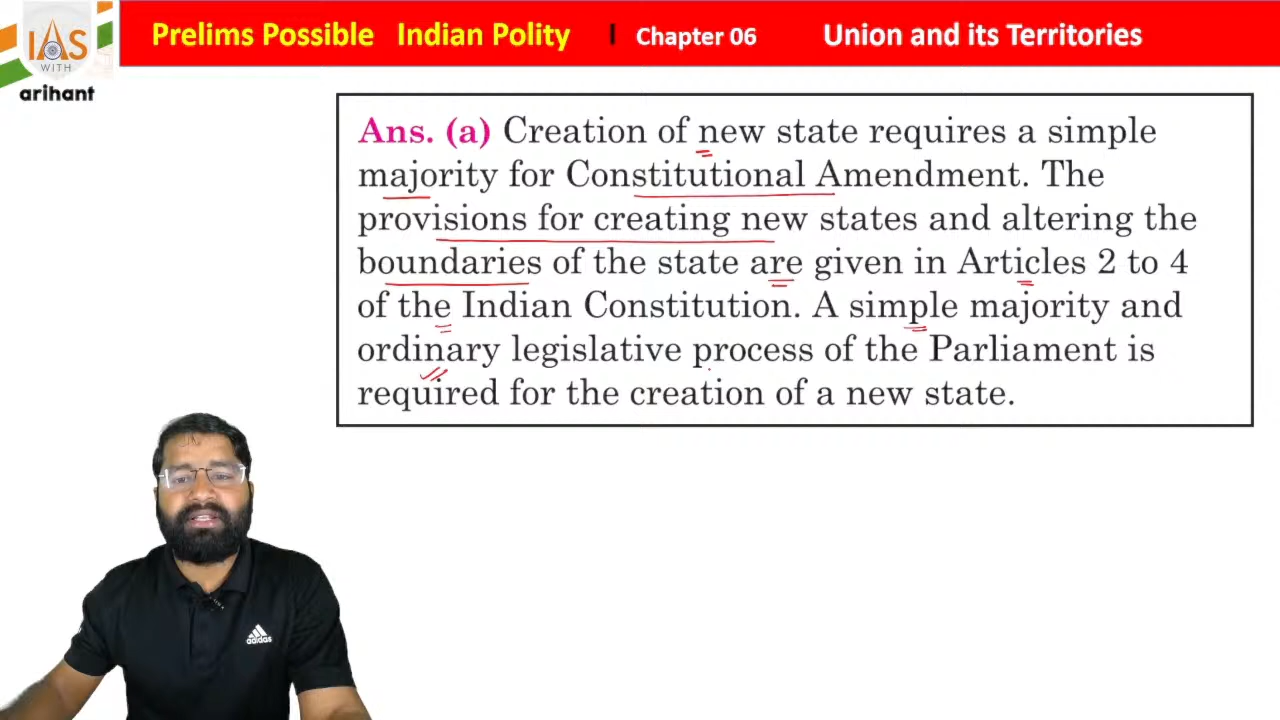 IAS
WITH
arihant
Prelims Possible Indian Polity | Chapter 06 Union and its Territories
Ans. (a) Creation of new state requires a simple
majority for Constitutional Amendment. The
provisions for creating new states and altering the
boundaries of the state are given in Articles 2 to 4
of the Indian Constitution. A simple majority and
ordinary legislative process of the Parliament is
required for the creation of a new state.
adidas